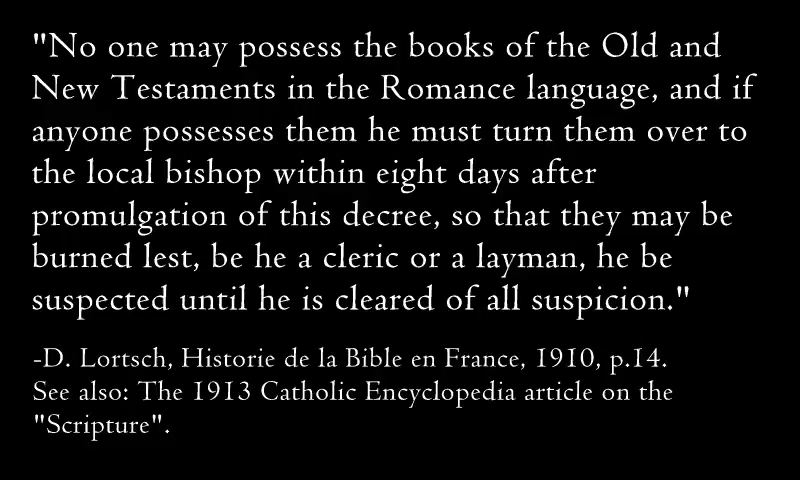 "No one may possess the books of the Old and
New Testaments in the Romance language, and if
anyone possesses them he must turn them over to
the local bishop within eight days after
promulgation of this decree, so that they may be
burned lest, be he a cleric or a layman, he be
suspected until he is cleared of all suspicion."
-D. Lortsch, Historie de la Bible en France, 1910, p.14.
See also: The 1913 Catholic Encyclopedia article on the
"Scripture".